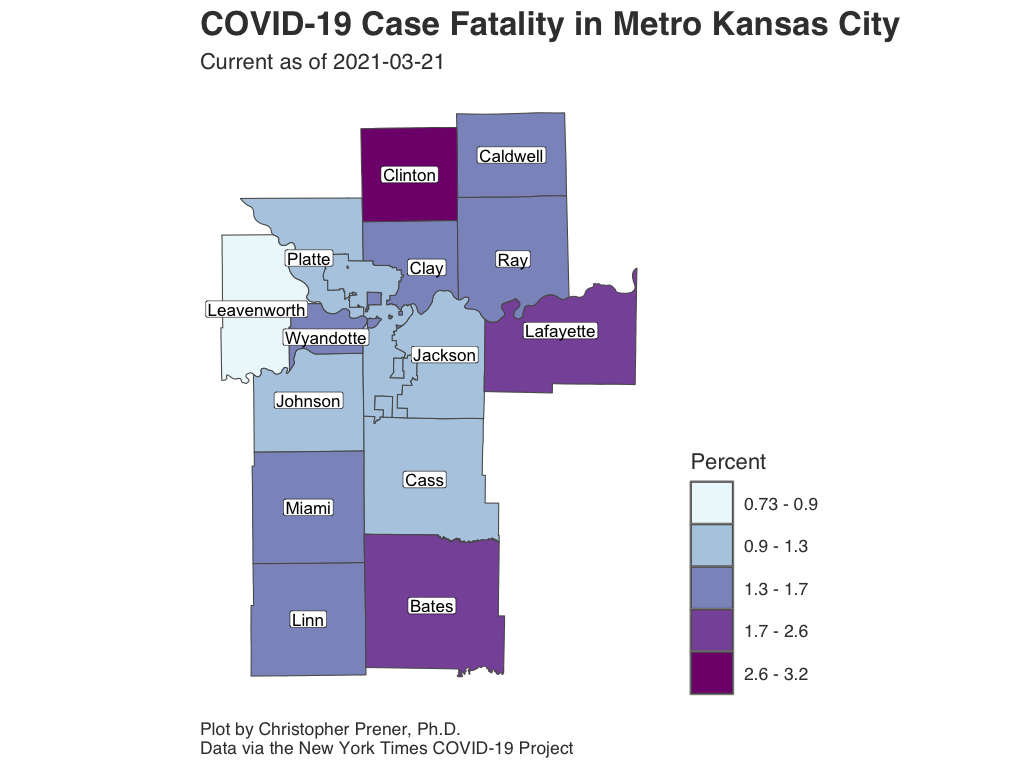 COVID-19 Case Fatality in Metro Kansas City
Current as of 2021-03-21
Caldwell
Clinton
Platte
Clay
Ray
Leavenworth
Wyandotte
Lafayette
Jackson
Johnson
Cass
Miami
Bates
Linn
Percent
0.73 - 0.9
0.9 - 1.3
1.3 - 1.7
1.7 - 2.6
2.6 - 3.2
Plot by Christopher Prener, Ph.D.
Data via the New York Times COVID-19 Project